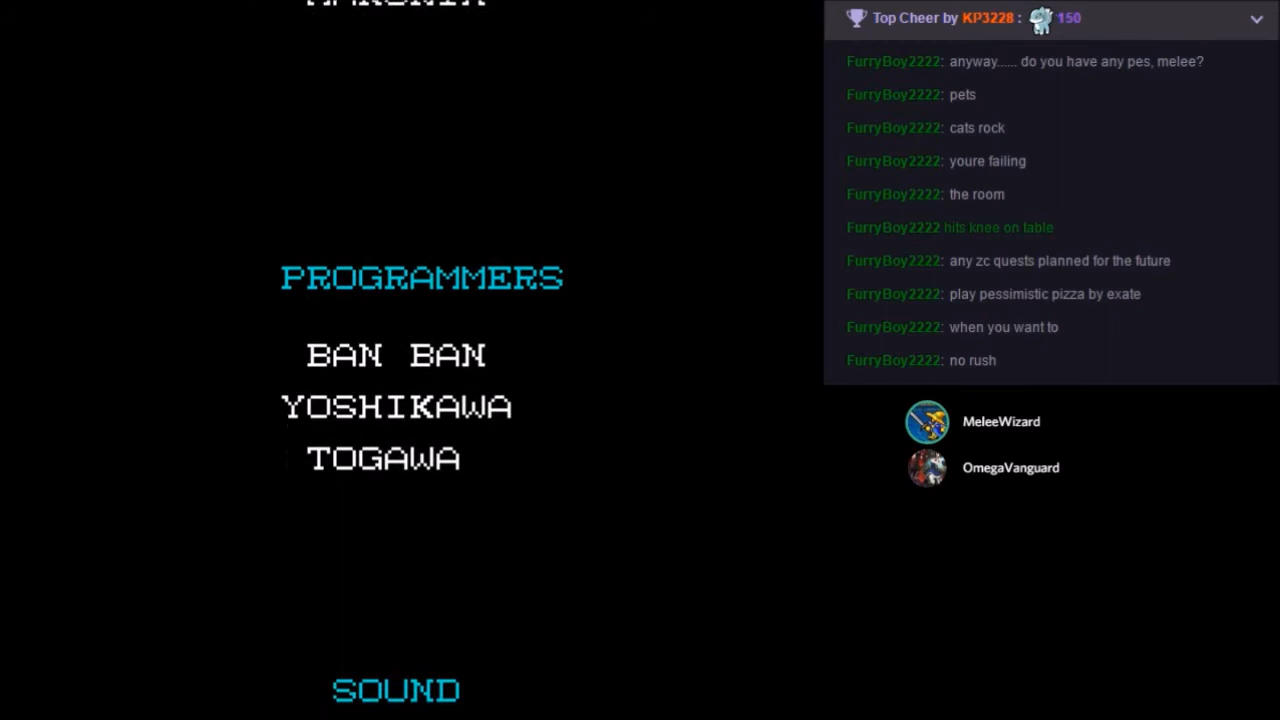 PROGRAMMERS
BAN BAN
YOSHIKAWA
TOGAWA
SOUND
Top Cheer by KP3228 : 150
FurryBoy2222: anyway...... do you have any pes, melee?
FurryBoy2222: pets
FurryBoy2222: cats rock
FurryBoy2222: youre failing
FurryBoy2222: the room
FurryBoy2222 hits knee on table
FurryBoy2222: any zc quests planned for the future
FurryBoy2222: play pessimistic pizza by exate
FurryBoy2222: when you want to
FurryBoy2222: no rush
MeleeWizard
OmegaVanguard